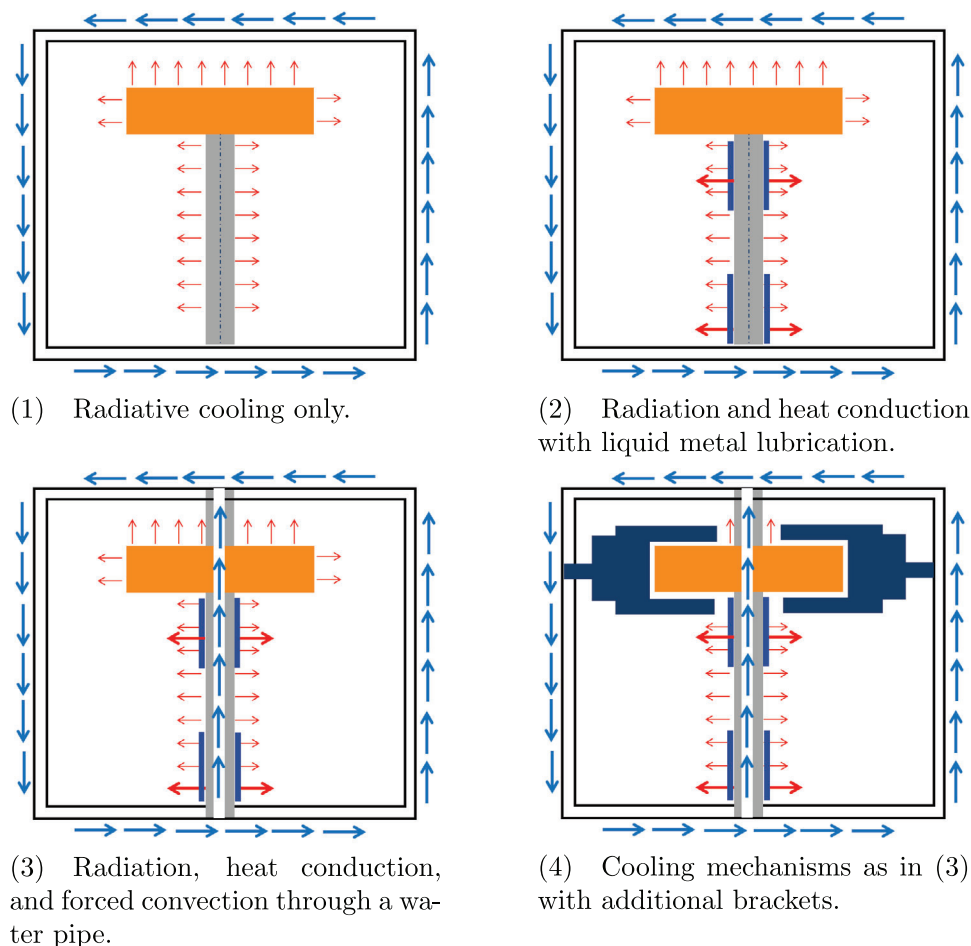 (1) Radiative cooling only.
(2) Radiation and heat conduction
with liquid metal lubrication.
(3) Radiation, heat conduction,
and forced convection through a wa-
ter pipe.
(4) Cooling mechanisms as in (3)
with additional brackets.